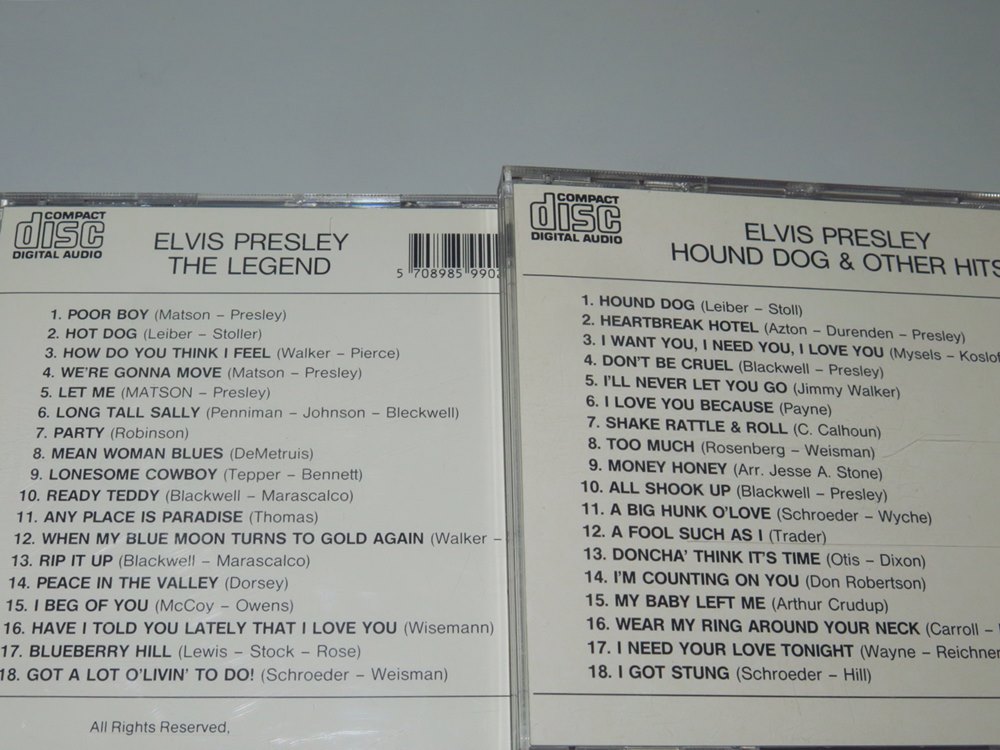 COMPACT
disc
DIGITAL AUDIO
ELVIS PRESLEY
THE LEGEND
5 708985 990
1. POOR BOY (Matson – Presley)
2. HOT DOG (Leiber – Stoller)
3. HOW DO YOU THINK I FEEL (Walker – Pierce)
4. WE'RE GONNA MOVE (Matson – Presley)
5. LET ME (MATSON – Presley)
6. LONG TALL SALLY (Penniman – Johnson – Bleckwell)
7. PARTY (Robinson)
8. MEAN WOMAN BLUES (DeMetruis)
9. LONESOME COWBOY (Tepper – Bennett)
10. READY TEDDY (Blackwell – Marascalco)
11. ANY PLACE IS PARADISE (Thomas)
12. WHEN MY BLUE MOON TURNS TO GOLD AGAIN (Walker –
13. RIP IT UP (Blackwell – Marascalco)
14. PEACE IN THE VALLEY (Dorsey)
15. I BEG OF YOU (McCoy – Owens)
16. HAVE I TOLD YOU LATELY THAT I LOVE YOU (Wisemann)
17. BLUEBERRY HILL (Lewis – Stock – Rose)
18. GOT A LOT O'LIVIN' TO DO! (Schroeder – Weisman)
All Rights Reserved,
COMPACT
disc
DIGITAL AUDIO
ELVIS PRESLEY
HOUND DOG & OTHER HITS
1. HOUND DOG (Leiber – Stoll)
2. HEARTBREAK HOTEL (Azton – Durenden – Presley)
3. I WANT YOU, I NEED YOU, I LOVE YOU (Mysels – Koslof
4. DON'T BE CRUEL (Blackwell – Presley)
5. I'LL NEVER LET YOU GO (Jimmy Walker)
6. I LOVE YOU BECAUSE (Payne)
7. SHAKE RATTLE & ROLL (C. Calhoun)
8. TOO MUCH (Rosenberg – Weisman)
9. MONEY HONEY (Arr. Jesse A. Stone)
10. ALL SHOOK UP (Blackwell – Presley)
11. A BIG HUNK O'LOVE (Schroeder – Wyche)
12. A FOOL SUCH AS I (Trader)
13. DONCHA' THINK IT'S TIME (Otis – Dixon)
14. I'M COUNTING ON YOU (Don Robertson)
15. MY BABY LEFT ME (Arthur Crudup)
16. WEAR MY RING AROUND YOUR NECK (Carroll –
17. I NEED YOUR LOVE TONIGHT (Wayne – Reichner
18. I GOT STUNG (Schroeder – Hill)